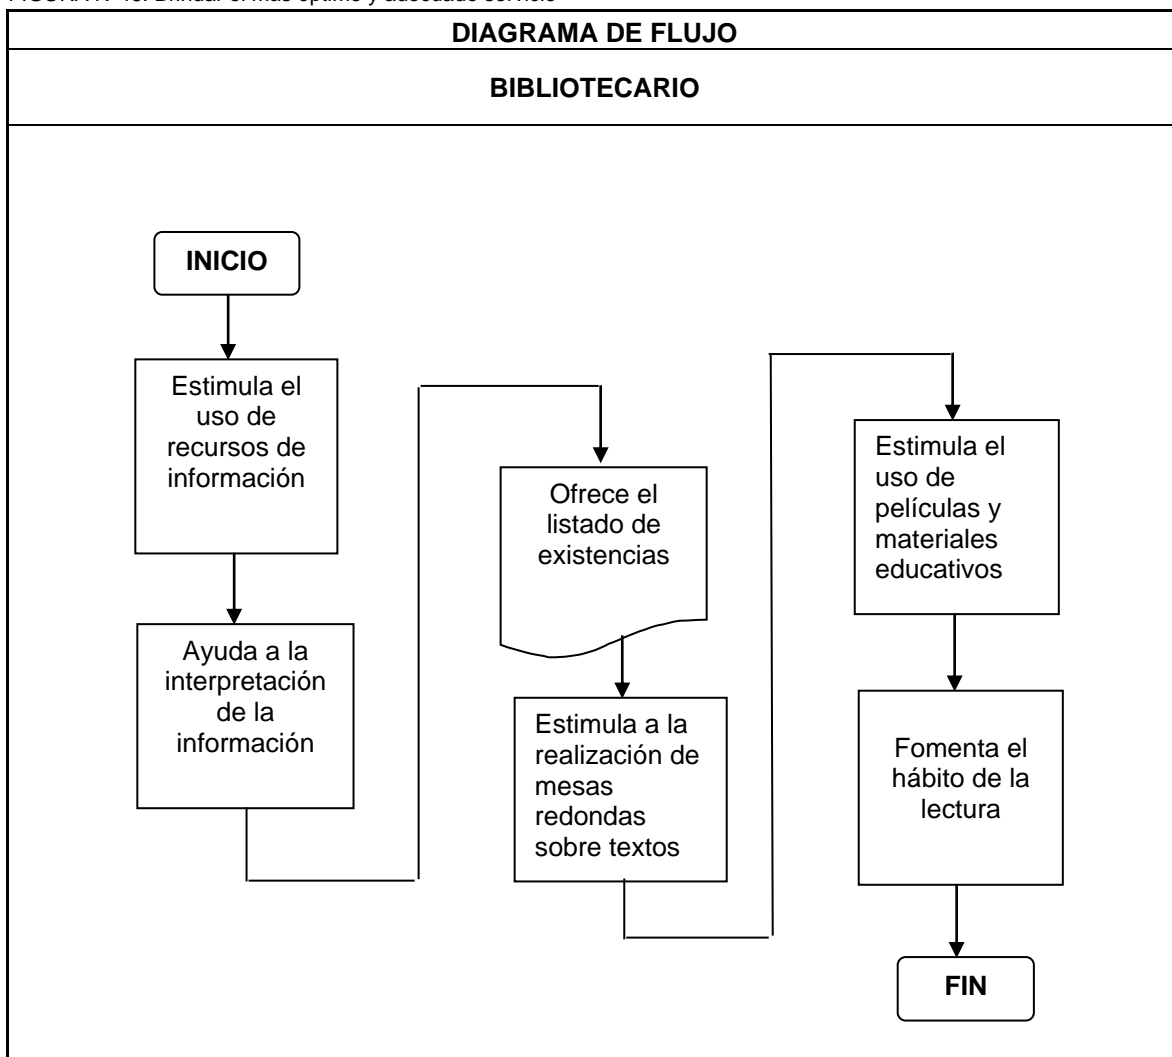 DIAGRAMA DE FLUJO
BIBLIOTECARIO
INICIO
Estimula el
uso de
recursos de
información
Ayuda a la
interpretación
de la
información
Ofrece el
listado de
existencias
Estimula a la
realización de
mesas
redondas
sobre textos
Estimula el
uso de
películas y
materiales
educativos
Fomenta el
hábito de la
lectura
FIN